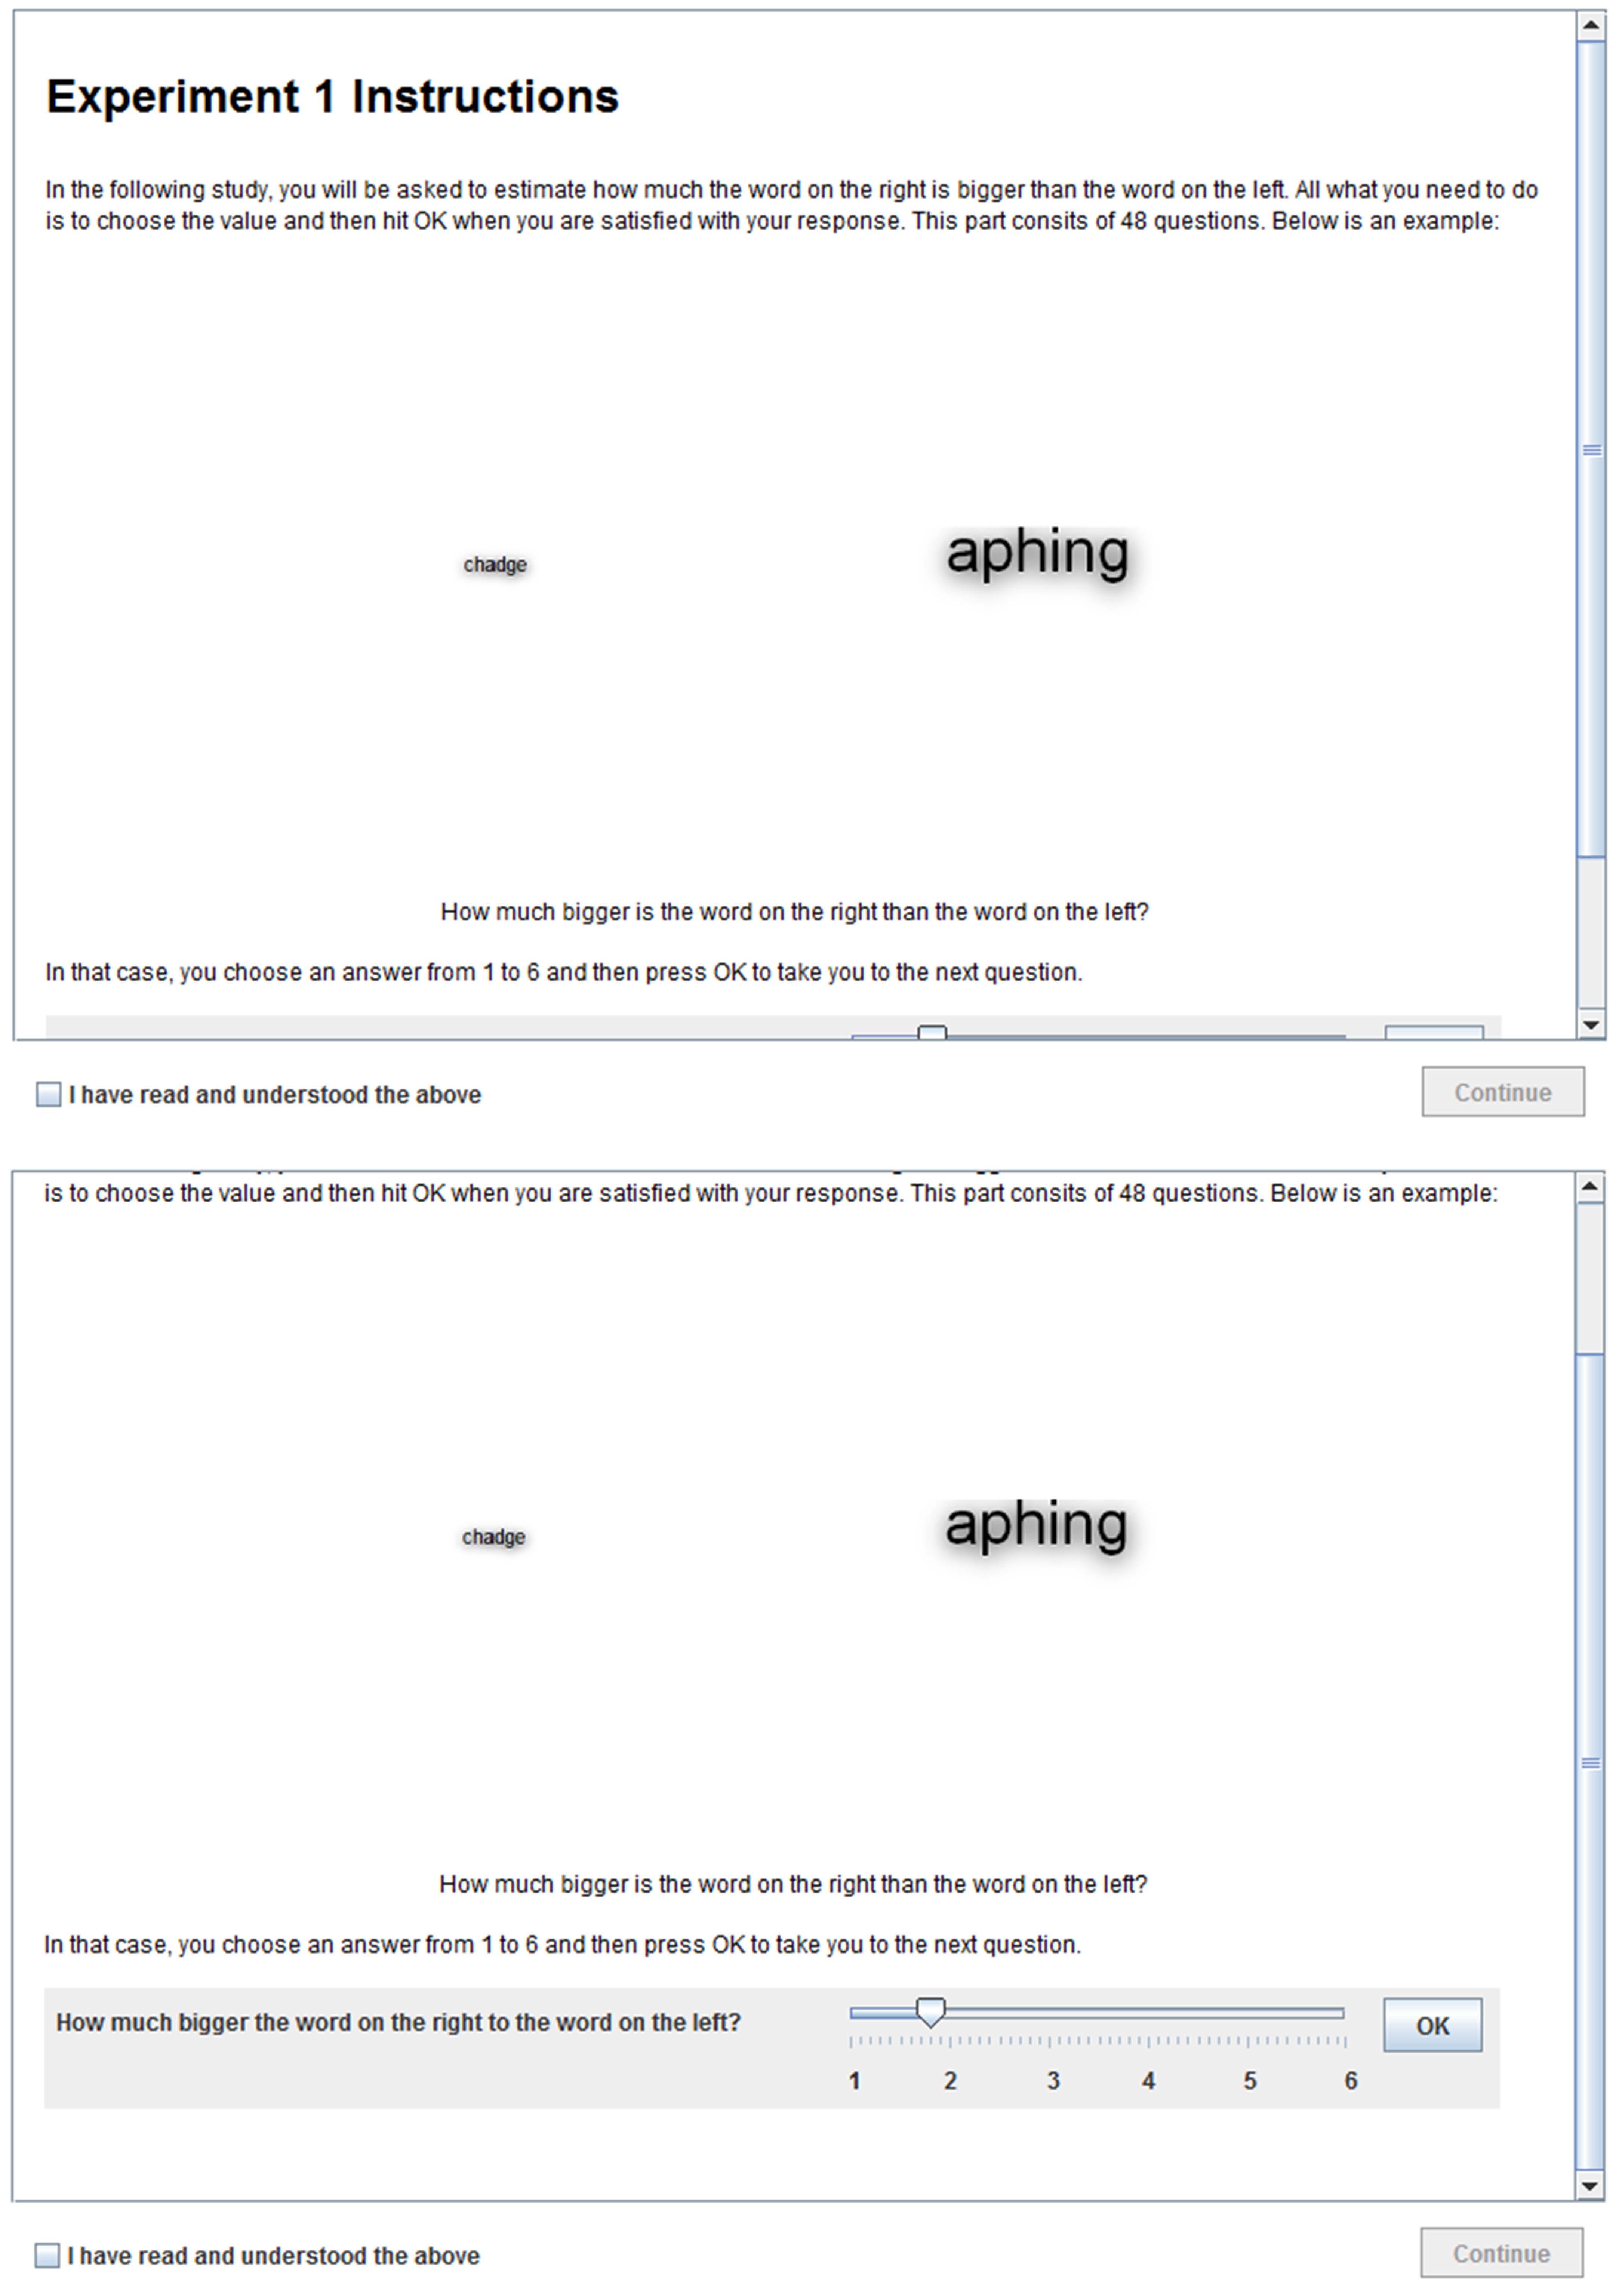 Experiment 1 Instructions
In the following study, you will be asked to estimate how much the word on the right is bigger than the word on the left. All what you need to do
is to choose the value and then hit OK when you are satisfied with your response. This part consits of 48 questions. Below is an example:
chadge
aphing
How much bigger is the word on the right than the word on the left?
In that case, you choose an answer from 1 to 6 and then press OK to take you to the next question.
I have read and understood the above
Continue
is to choose the value and then hit OK when you are satisfied with your response. This part consits of 48 questions. Below is an example:
chadge
aphing
How much bigger is the word on the right than the word on the left?
In that case, you choose an answer from 1 to 6 and then press OK to take you to the next question.
How much bigger the word on the right to the word on the left?
OK
1 2 3 4 5 6
I have read and understood the above
Continue